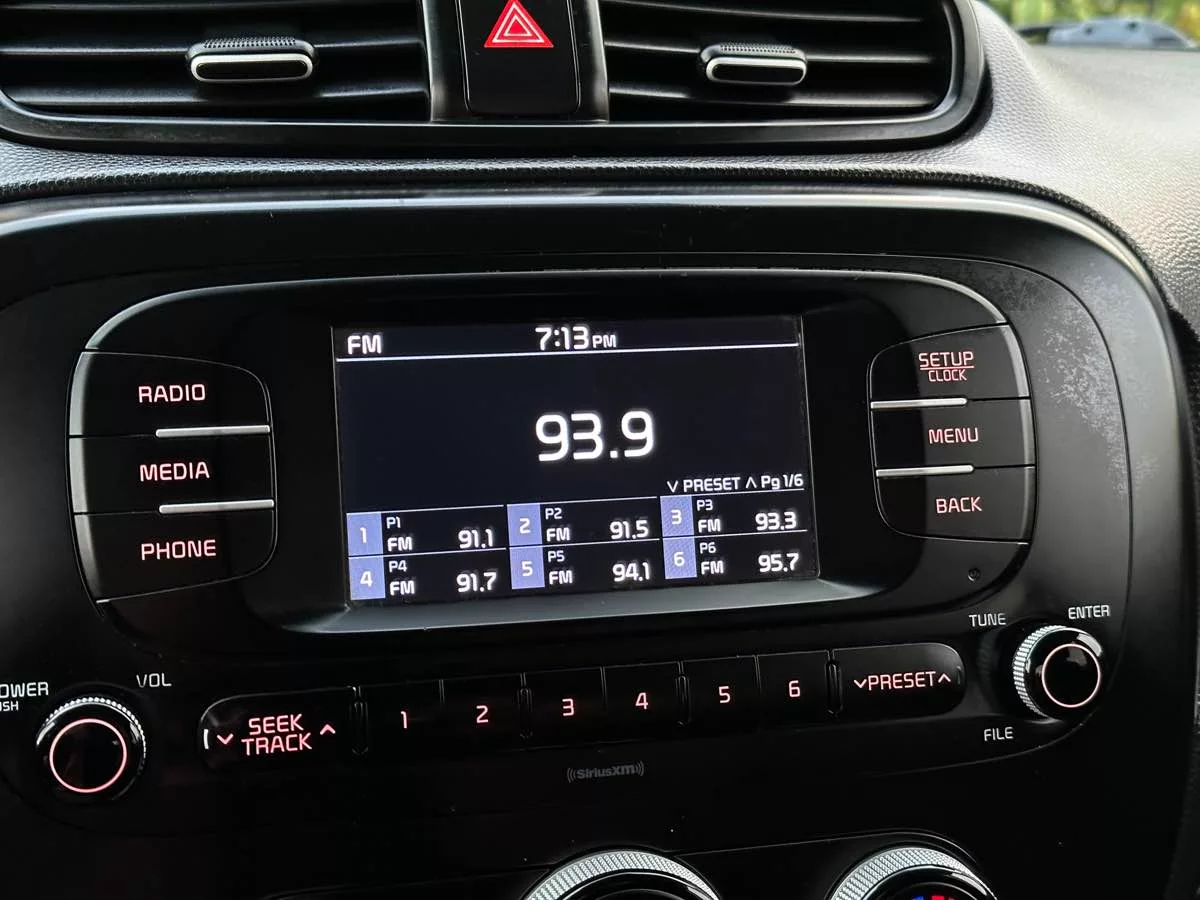 FM 7:13 PM
93.9
∨ PRESET ∧ Pg 1/6
1 P1 FM 91.1
2 P2 FM 91.5
3 P3 FM 93.3
4 P4 FM 91.7
5 P5 FM 94.1
6 P6 FM 95.7
RADIO
MEDIA
PHONE
SETUP
CLOCK
MENU
BACK
TUNE
ENTER
FILE
VOL
SEEK
TRACK
1 2 3 4 5 6
PRESET
SiriusXM